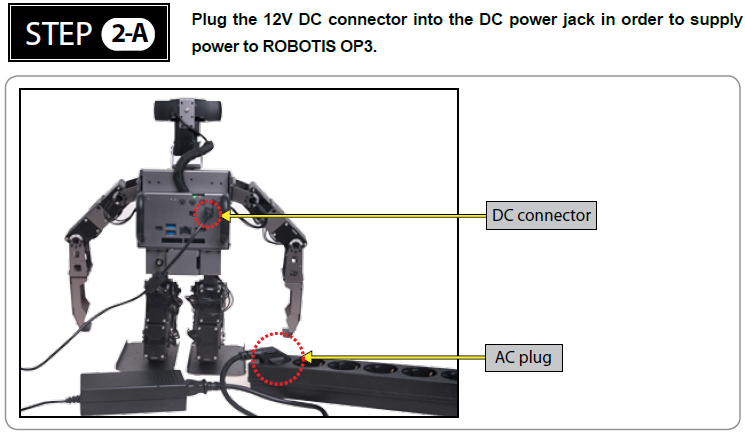 STEP 2-A
Plug the 12V DC connector into the DC power jack in order to supply
power to ROBOTIS OP3.
DC connector
AC plug